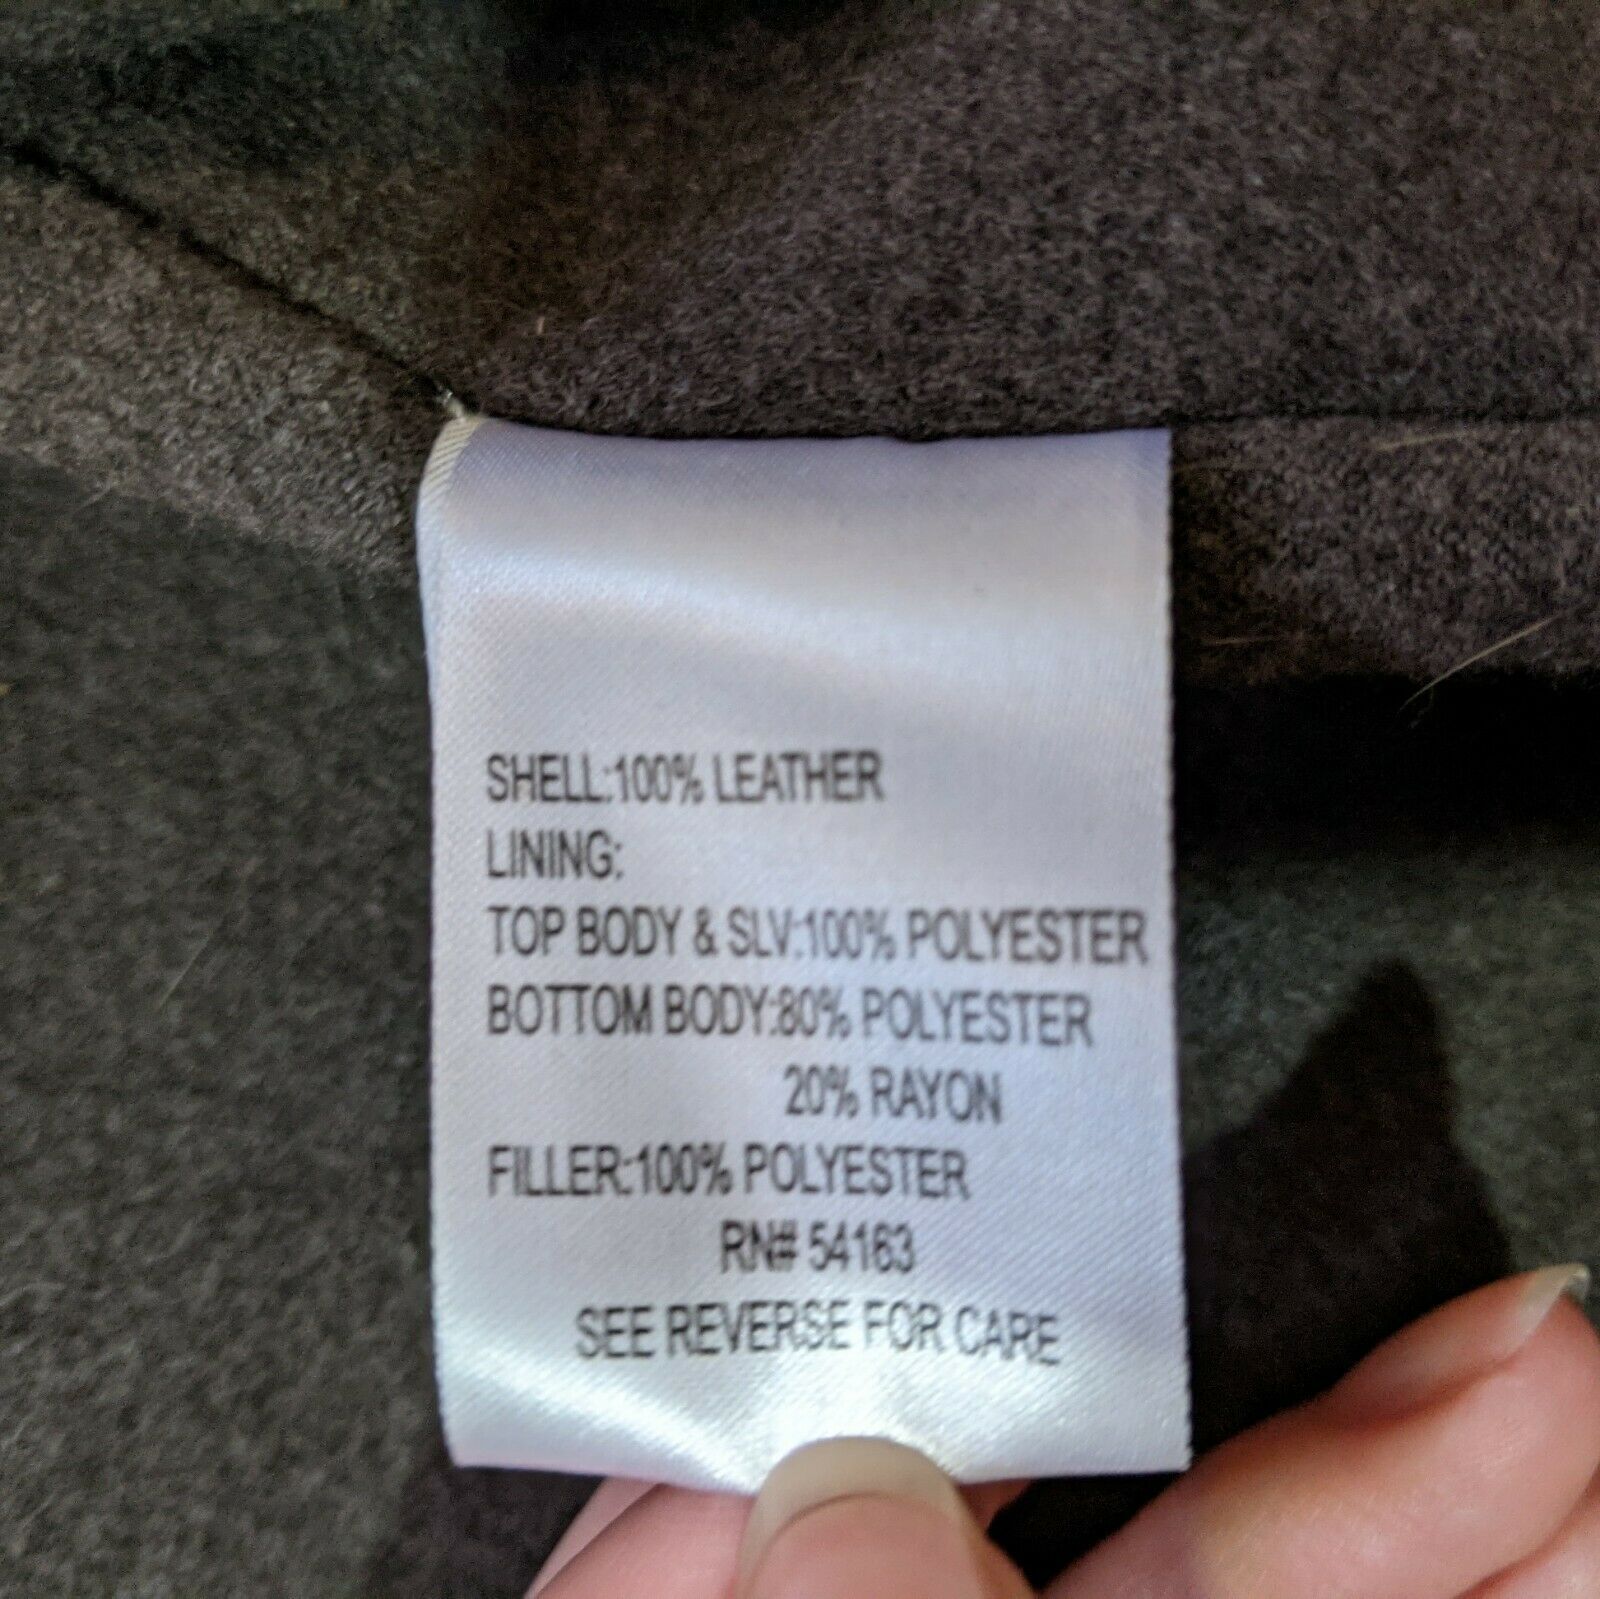 SHELL:100% LEATHER
LINING:
TOP BODY & SLV:100% POLYESTER
BOTTOM BODY:80% POLYESTER
20% RAYON
FILLER:100% POLYESTER
RN# 54163
SEE REVERSE FOR CARE